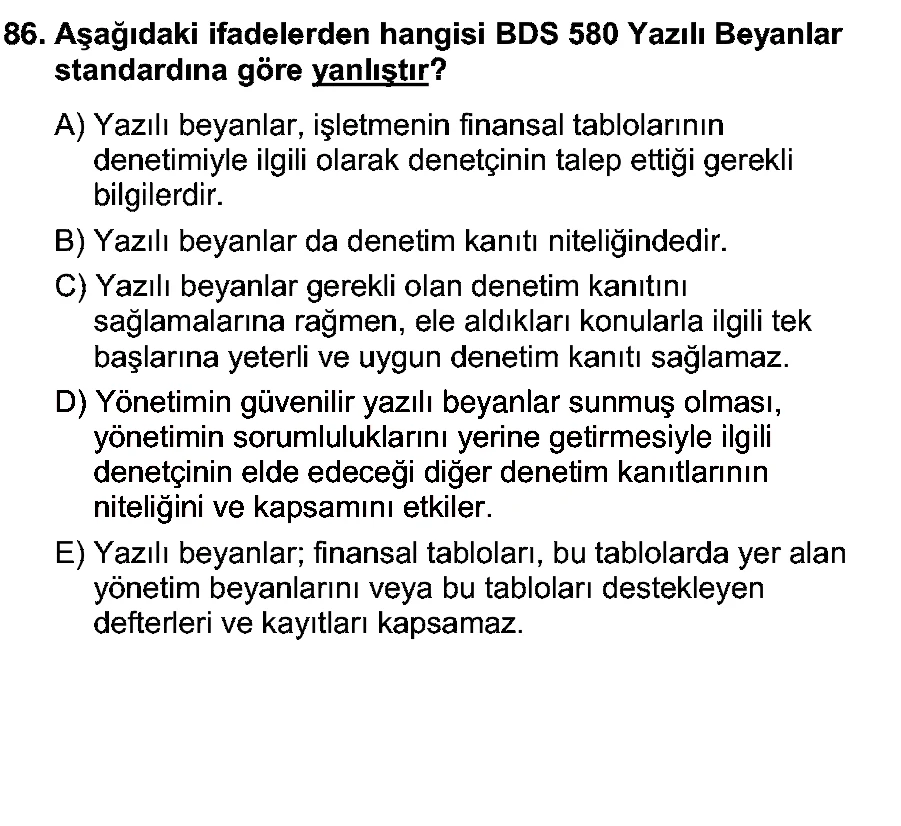 86. Aşağıdaki ifadelerden hangisi BDS 580 Yazılı Beyanlar
standardına göre yanlıştır?
A) Yazılı beyanlar, işletmenin finansal tablolarının
denetimiyle ilgili olarak denetçinin talep ettiği gerekli
bilgilerdir.
B) Yazılı beyanlar da denetim kanıtı niteliğindedir.
C) Yazılı beyanlar gerekli olan denetim kanıtını
sağlamalarına rağmen, ele aldıkları konularla ilgili tek
başlarına yeterli ve uygun denetim kanıtı sağlamaz.
D) Yönetimin güvenilir yazılı beyanlar sunmuş olması,
yönetimin sorumluluklarını yerine getirmesiyle ilgili
denetçinin elde edeceği diğer denetim kanıtlarının
niteliğini ve kapsamını etkiler.
E) Yazılı beyanlar; finansal tabloları, bu tablolarda yer alan
yönetim beyanlarını veya bu tabloları destekleyen
defterleri ve kayıtları kapsamaz.